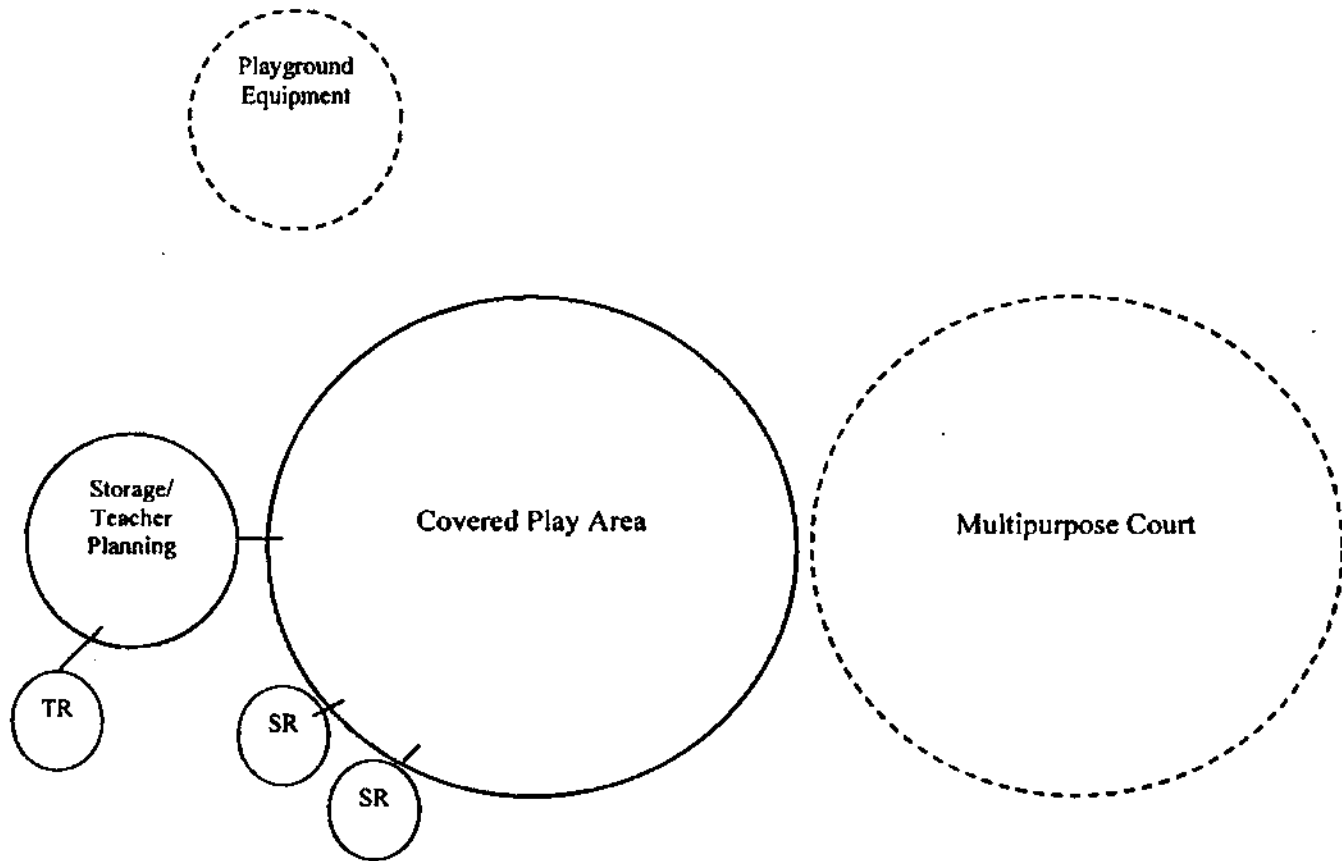 Playground
Equipment
Storage/
Teacher
Planning
Covered Play Area
Multipurpose Court
TR
SR
SR